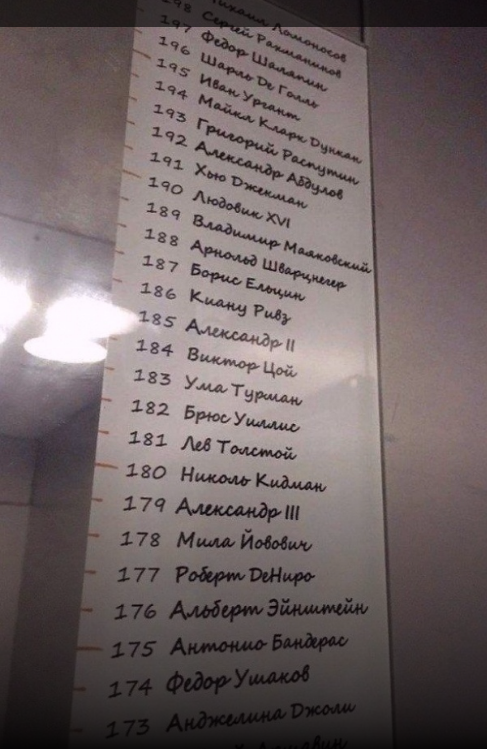 Михаил Ломоносов
198 Сергей Рахманинов
197 Федор Шаляпин
196 Шарль Де Голль
195 Иван Ургант
194 Майкл Кларк Дункан
193 Григорий Распутин
192 Александр Абдулов
191 Хью Джекман
190 Людовик XVI
189 Владимир Маяковский
188 Арнольд Шварцнегер
187 Борис Ельцин
186 Киану Ривз
185 Александр II
184 Виктор Цой
183 Ума Турман
182 Брюс Уиллис
181 Лев Толстой
180 Николь Кидман
179 Александр III
178 Мила Йовович
177 Роберт ДеНиро
176 Альберт Эйнштейн
175 Антонио Бандерас
174 Федор Ушаков
173 Анджелина Джоли